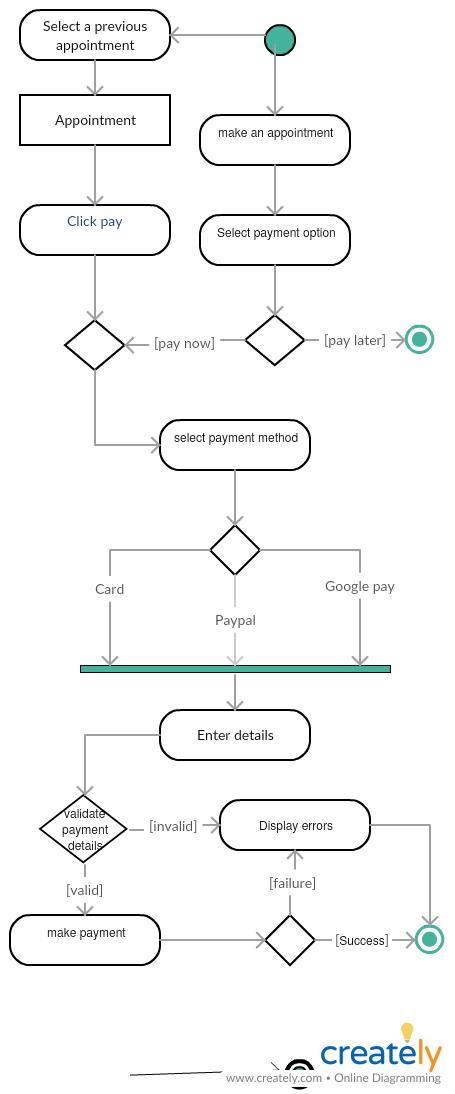 Select a previous
appointment
Appointment
make an appointment
Click pay
Select payment option
[pay now]
[pay later]
select payment method
Card
Google pay
Paypal
Enter details
validate
payment
details
[invalid]
Display errors
[valid]
[failure]
make payment
[Success]
creately
www.creately.com • Online Diagramming